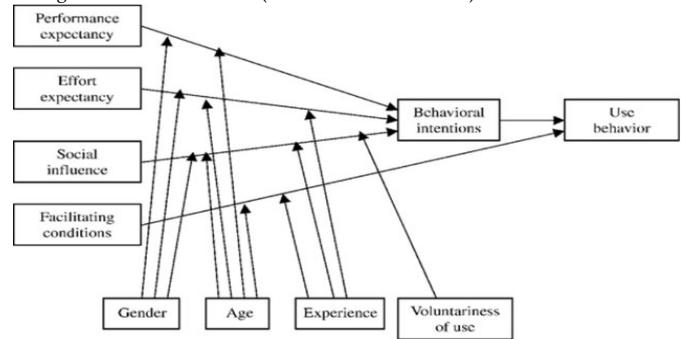 Performance
expectancy
Effort
expectancy
Social
influence
Facilitating
conditions
Behavioral
intentions
Use
behavior
Gender
Age
Experience
Voluntariness
of use